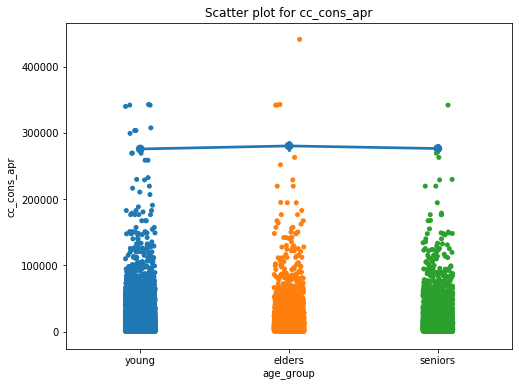 Scatter plot for cc_cons_apr
cc_cons_apr
400000
300000
200000
100000
0
young elders seniors
age_group